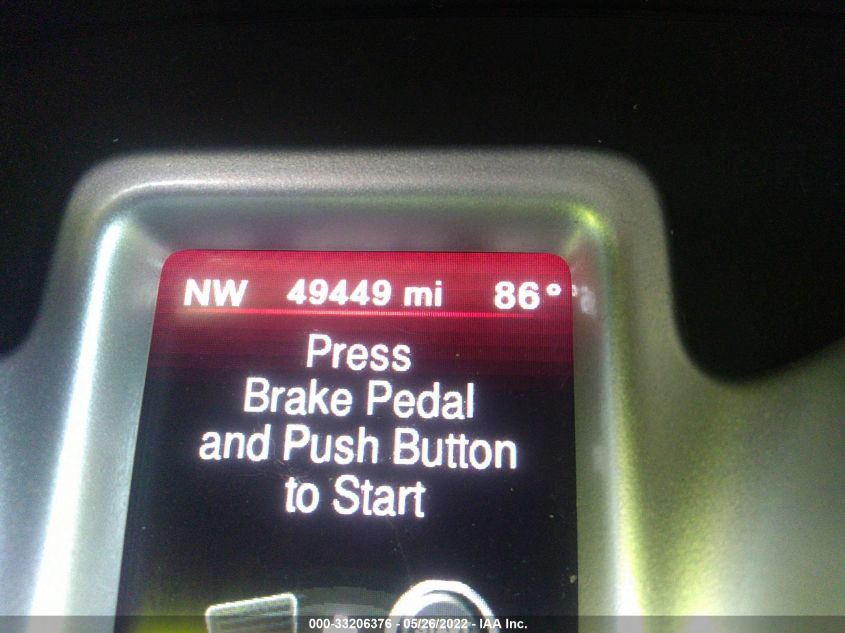 NW 49449 mi 86°
Press
Brake Pedal
and Push Button
to Start
000-33206376 - 05/26/2022 - IAA Inc.